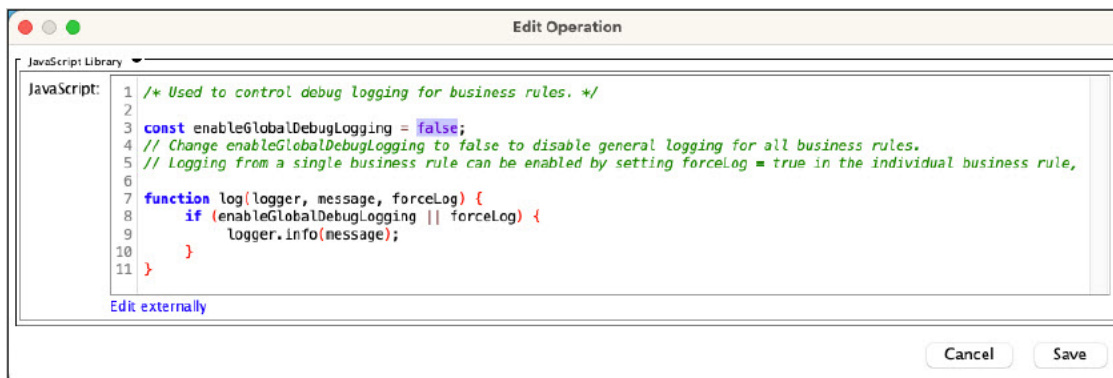 Edit Operation
JavaScript Library
JavaScript:
1 /* Used to control debug logging for business rules. */
2
3 const enableGlobalDebugLogging = false;
4 // Change enableGlobalDebugLogging to false to disable general logging for all business rules.
5 // Logging from a single business rule can be enabled by setting forceLog = true in the individual business rule,
6
7 function log(logger, message, forceLog) {
8 if (enableGlobalDebugLogging || forceLog) {
9 logger.info(message);
10 }
11 }
Edit externally
Cancel Save